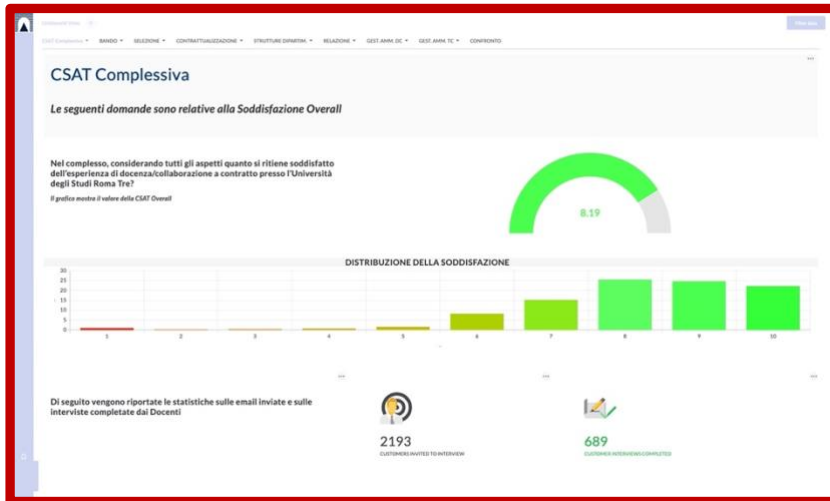 CSAT Complessiva BANDO SELEZIONE CONTRATTUALIZZAZIONE STRUTTURE DIPARTIM. RELAZIONE GEST. AMM. DC GEST. AMM. TC CONFRONTO
CSAT Complessiva
Le seguenti domande sono relative alla Soddisfazione Overall
Nel complesso, considerando tutti gli aspetti quanto si ritiene soddisfatto
dell'esperienza di docenza/collaborazione a contratto presso l'Università
degli Studi Roma Tre?
Il grafico mostra il valore della CSAT Overall
8.19
DISTRIBUZIONE DELLA SODDISFAZIONE
30
25
20
15
10
5
0
1 2 3 4 5 6 7 8 9 10
Di seguito vengono riportate le statistiche sulle email inviate e sulle
interviste completate dai Docenti
2193
CUSTOMERS INVITED TO INTERVIEW
689
CUSTOMER INTERVIEWS COMPLETED